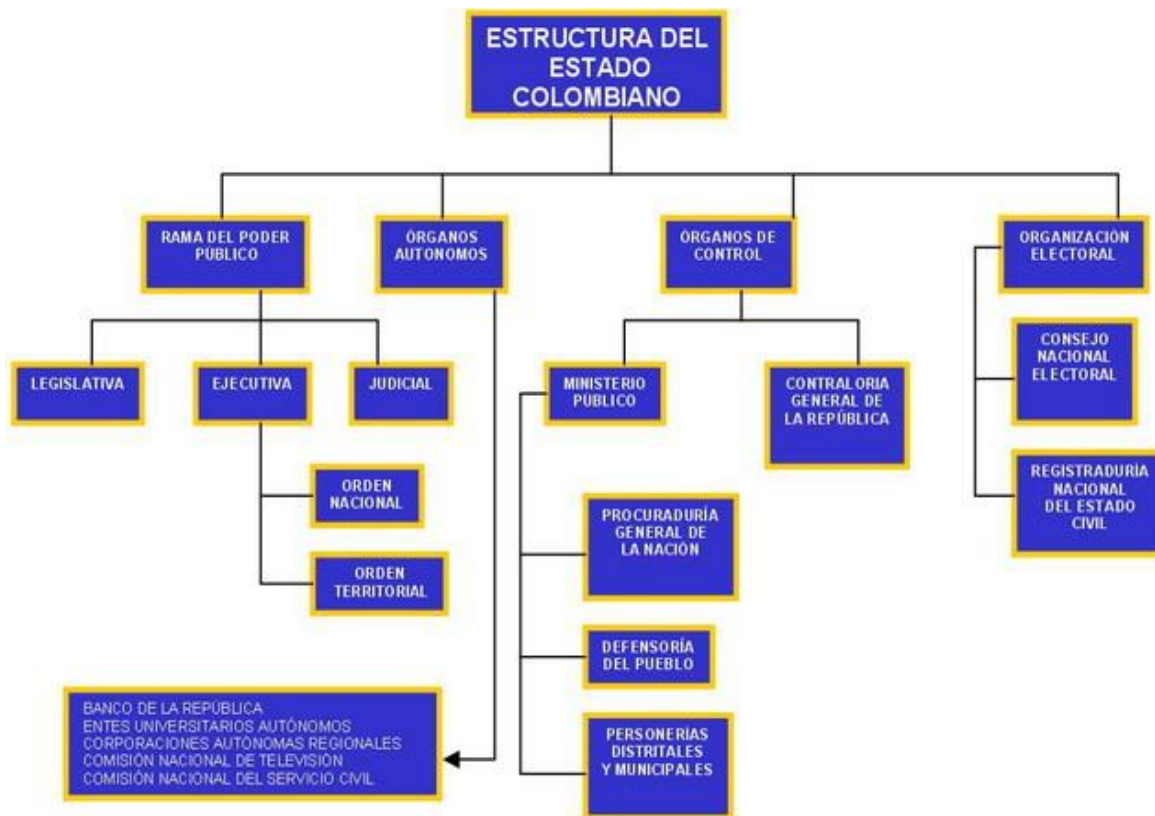 ESTRUCTURA DEL
ESTADO
COLOMBIANO
RAMA DEL PODER
PÚBLICO
ÓRGANOS
AUTONOMOS
ÓRGANOS DE
CONTROL
ORGANIZACIÓN
ELECTORAL
LEGISLATIVA
EJECUTIVA
JUDICIAL
MINISTERIO
PÚBLICO
CONTRALORIA
GENERAL DE
LA REPÚBLICA
CONSEJO
NACIONAL
ELECTORAL
ORDEN
NACIONAL
ORDEN
TERRITORIAL
PROCURADURÍA
GENERAL DE
LA NACIÓN
REGISTRADURÍA
NACIONAL
DEL ESTADO
CIVIL
DEFENSORÍA
DEL PUEBLO
PERSONERÍAS
DISTRITALES
Y MUNICIPALES
BANCO DE LA REPÚBLICA
ENTES UNIVERSITARIOS AUTÓNOMOS
CORPORACIONES AUTÓNOMAS REGIONALES
COMISIÓN NACIONAL DE TELEVISIÓN
COMISIÓN NACIONAL DEL SERVICIO CIVIL